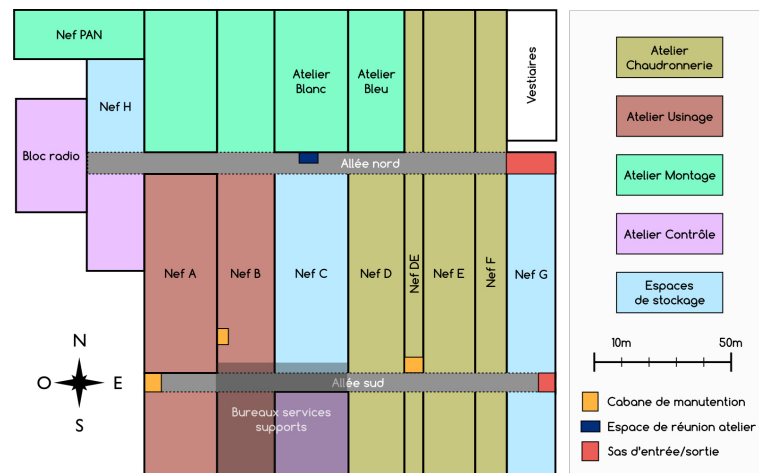 Nef PAN
Nef H
Bloc radio
Atelier
Blanc
Atelier
Bleu
Vestiaires
Allée nord
Nef A
Nef B
Nef C
Nef D
Nef DE
Nef E
Nef F
Nef G
Allée sud
Bureaux services
supports
N
O
E
S
Atelier
Chaudronnerie
Atelier Usinage
Atelier Montage
Atelier Contrôle
Espaces
de stockage
10m
50m
Cabane de manutention
Espace de réunion atelier
Sas d'entrée/sortie